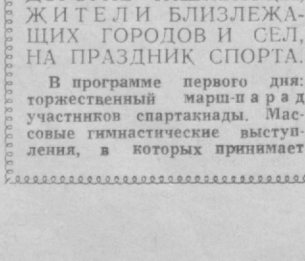 ЖИТЕЛИ БЛИЗЛЕЖА-
ЩИХ ГОРОДОВ И СЕЛ,
НА ПРАЗДНИК СПОРТА.
В программе первого дня:
торжественный марш-парад
участников спартакиады. Мас-
совые гимнастические выступ-
ления, в которых принимает